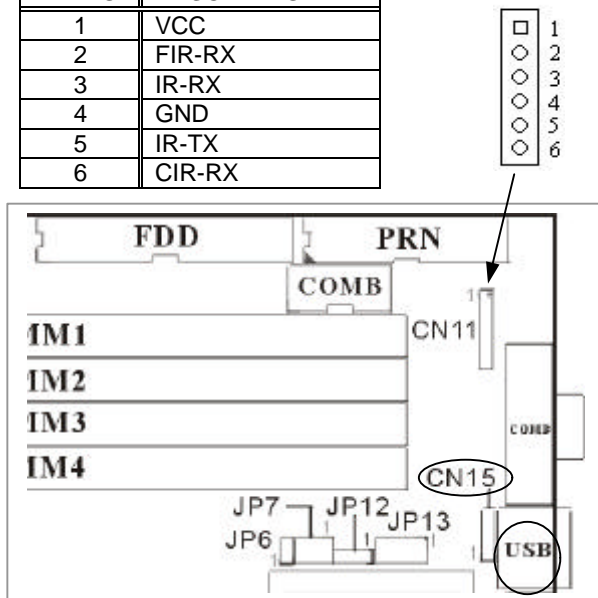 1 VCC
2 FIR-RX
3 IR-RX
4 GND
5 IR-TX
6 CIR-RX
1
2
3
4
5
6
FDD
PRN
COMB
1
CN11
IM1
IM2
IM3
IM4
COMB
CN15
JP7
JP12
JP13
JP6
1
1
1
1
1
USB